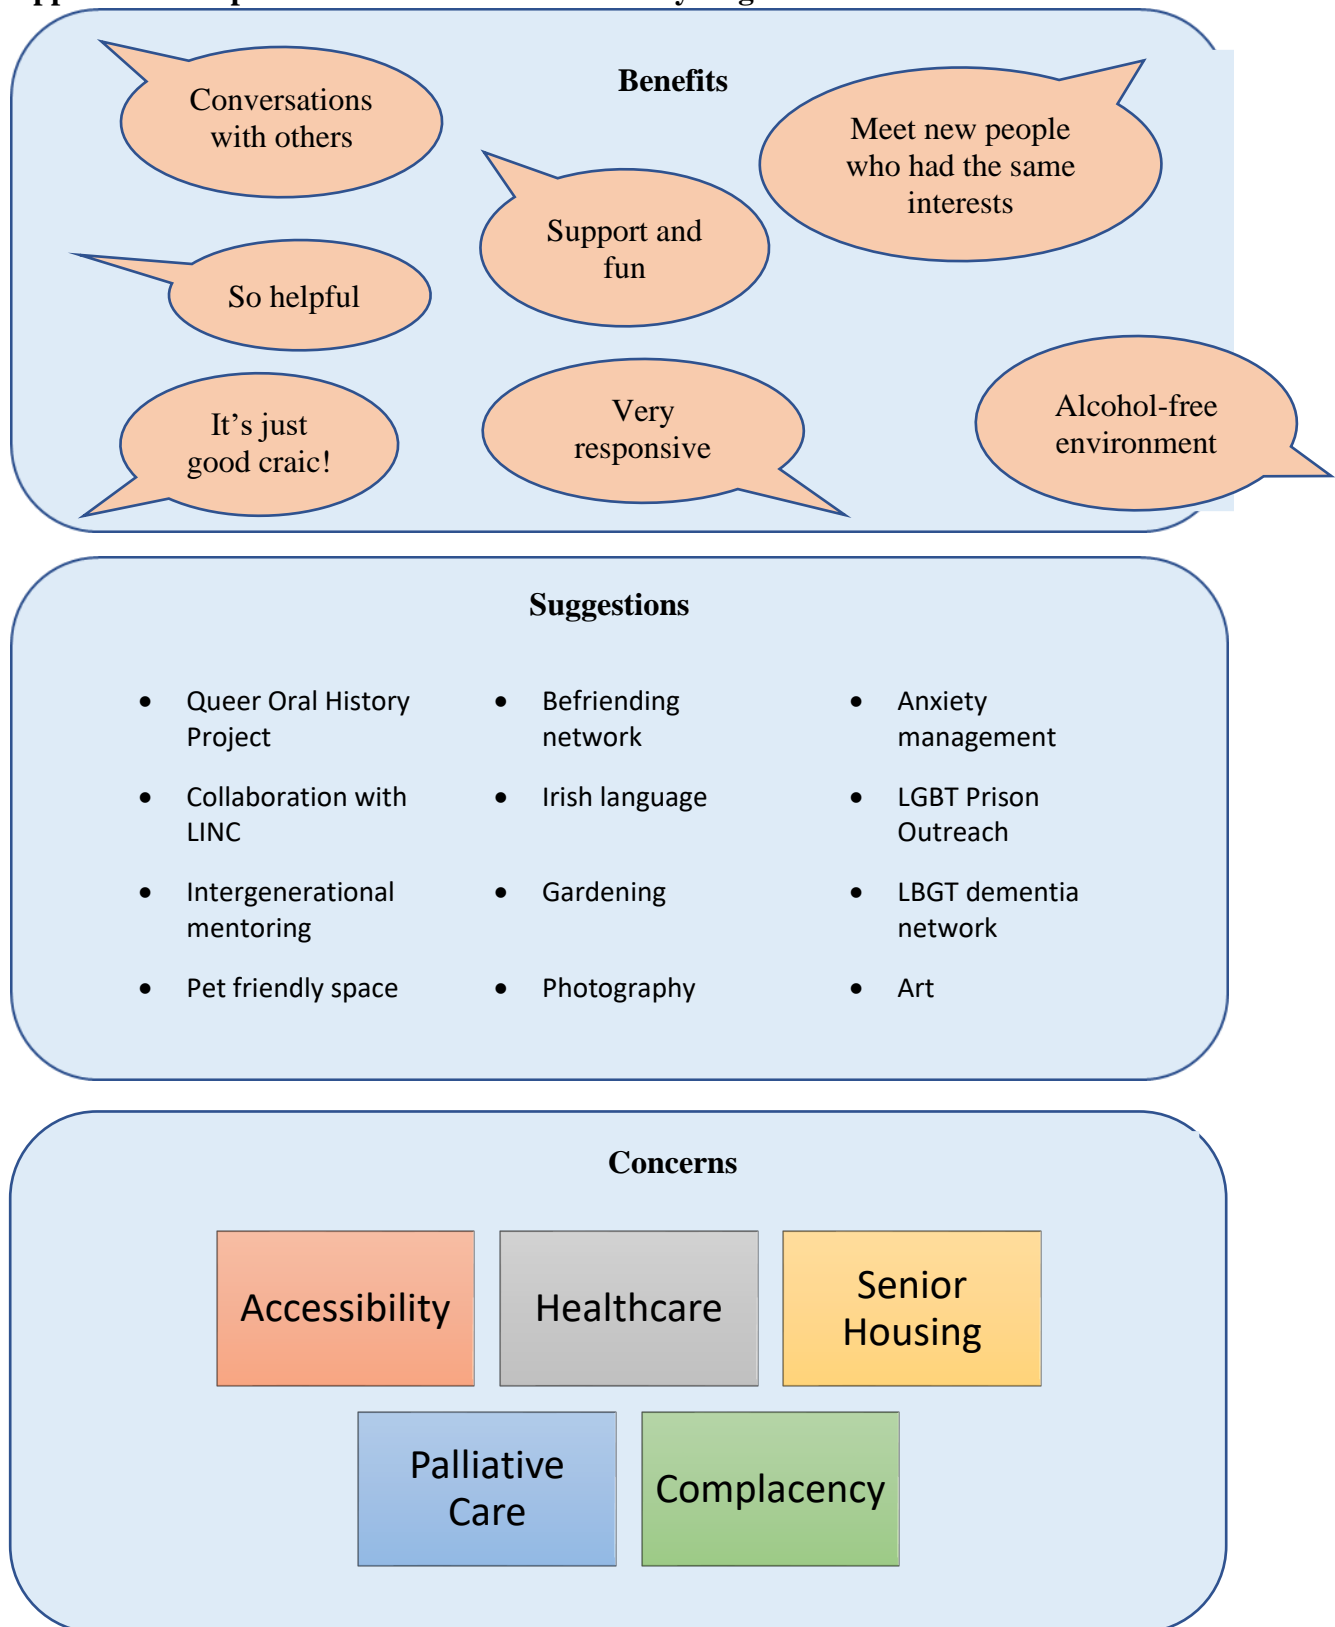 Benefits
Conversations
with others
Meet new people
who had the same
interests
Support and
fun
So helpful
It’s just
good craic!
Very
responsive
Alcohol-free
environment
Suggestions
• Queer Oral History
Project
• Collaboration with
LINC
• Intergenerational
mentoring
• Pet friendly space
• Befriending
network
• Irish language
• Gardening
• Photography
• Anxiety
management
• LGBT Prison
Outreach
• LBGT dementia
network
• Art
Concerns
Accessibility
Healthcare
Senior
Housing
Palliative
Care
Complacency